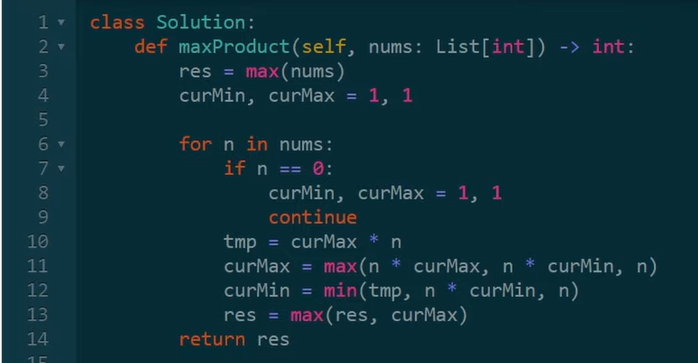 1 class Solution:
2     def maxProduct(self, nums: List[int]) -> int:
3         res = max(nums)
4         curMin, curMax = 1, 1
5
6         for n in nums:
7             if n == 0:
8                 curMin, curMax = 1, 1
9                 continue
10             tmp = curMax * n
11             curMax = max(n * curMax, n * curMin, n)
12             curMin = min(tmp, n * curMin, n)
13             res = max(res, curMax)
14         return res
15